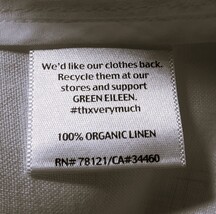 We'd like our clothes back.
Recycle them at our
stores and support
GREEN EILEEN.
#thxverymuch
100% ORGANIC LINEN
RN# 78121/CA#34460